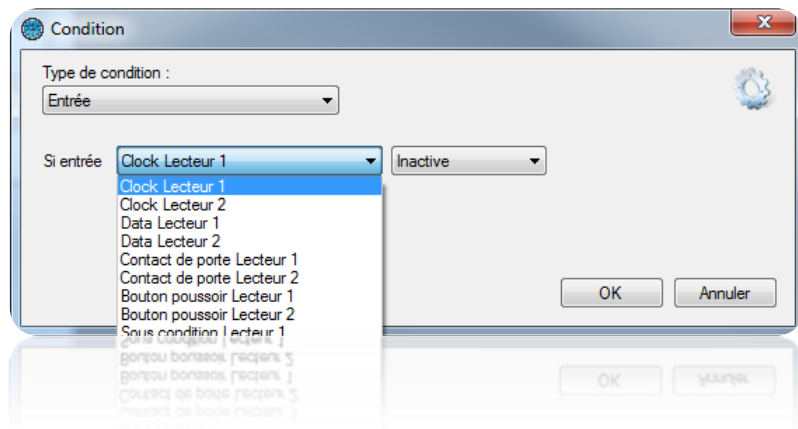 Condition
Type de condition :
Entrée
Si entrée Clock Lecteur 1 Inactive
Clock Lecteur 1
Clock Lecteur 2
Data Lecteur 1
Data Lecteur 2
Contact de porte Lecteur 1
Contact de porte Lecteur 2
Bouton poussoir Lecteur 1
Bouton poussoir Lecteur 2
Sous condition Lecteur 1
OK Annuler